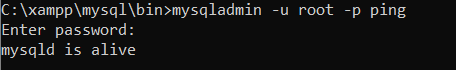 C:\xampp\mysql\bin>mysqladmin -u root -p ping
Enter password:
mysqld is alive